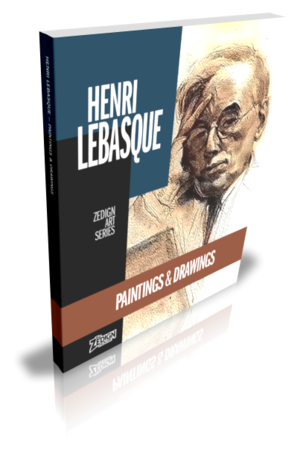 HENRI LEBASQUE - PAINTINGS & DRAWINGS
HENRI
LEBASQUE
ZEDIGN
ART
SERIES
PAINTINGS & DRAWINGS
ZEDIGN